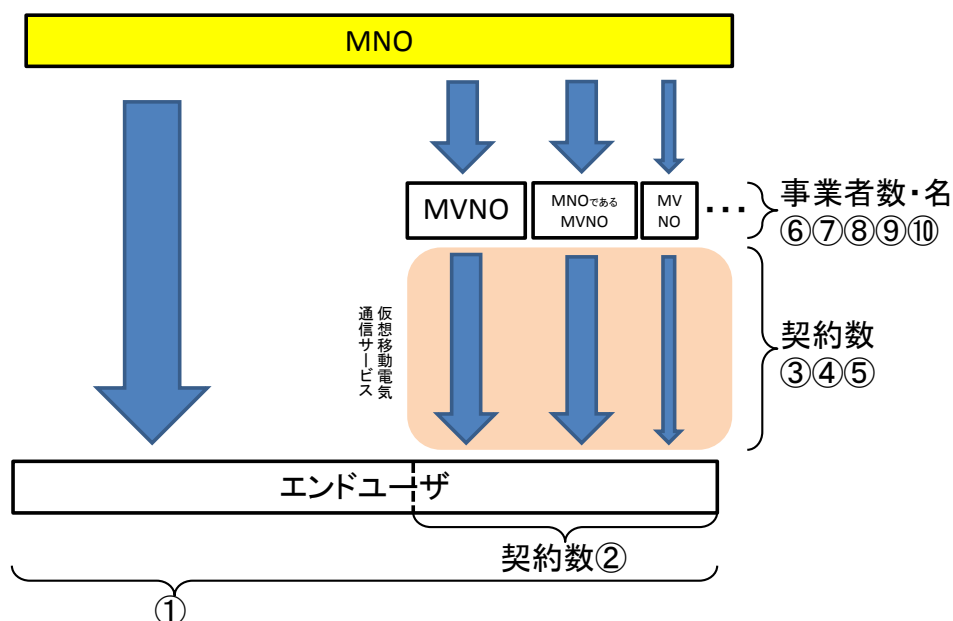 MNO
MVNO
MNOである
MVNO
MV
NO
・・・
事業者数・名
⑥⑦⑧⑨⑩
仮想移動電気
通信サービス
契約数
③④⑤
エンドユーザ
契約数②
①